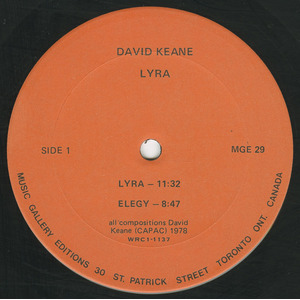 DAVID KEANE
LYRA
SIDE 1
MGE 29
LYRA — 11:32
ELEGY — 8:47
all compositions David
Keane (CAPAC) 1978
WRC1-1137
MUSIC GALLERY EDITIONS 30 ST. PATRICK STREET TORONTO ONT. CANADA